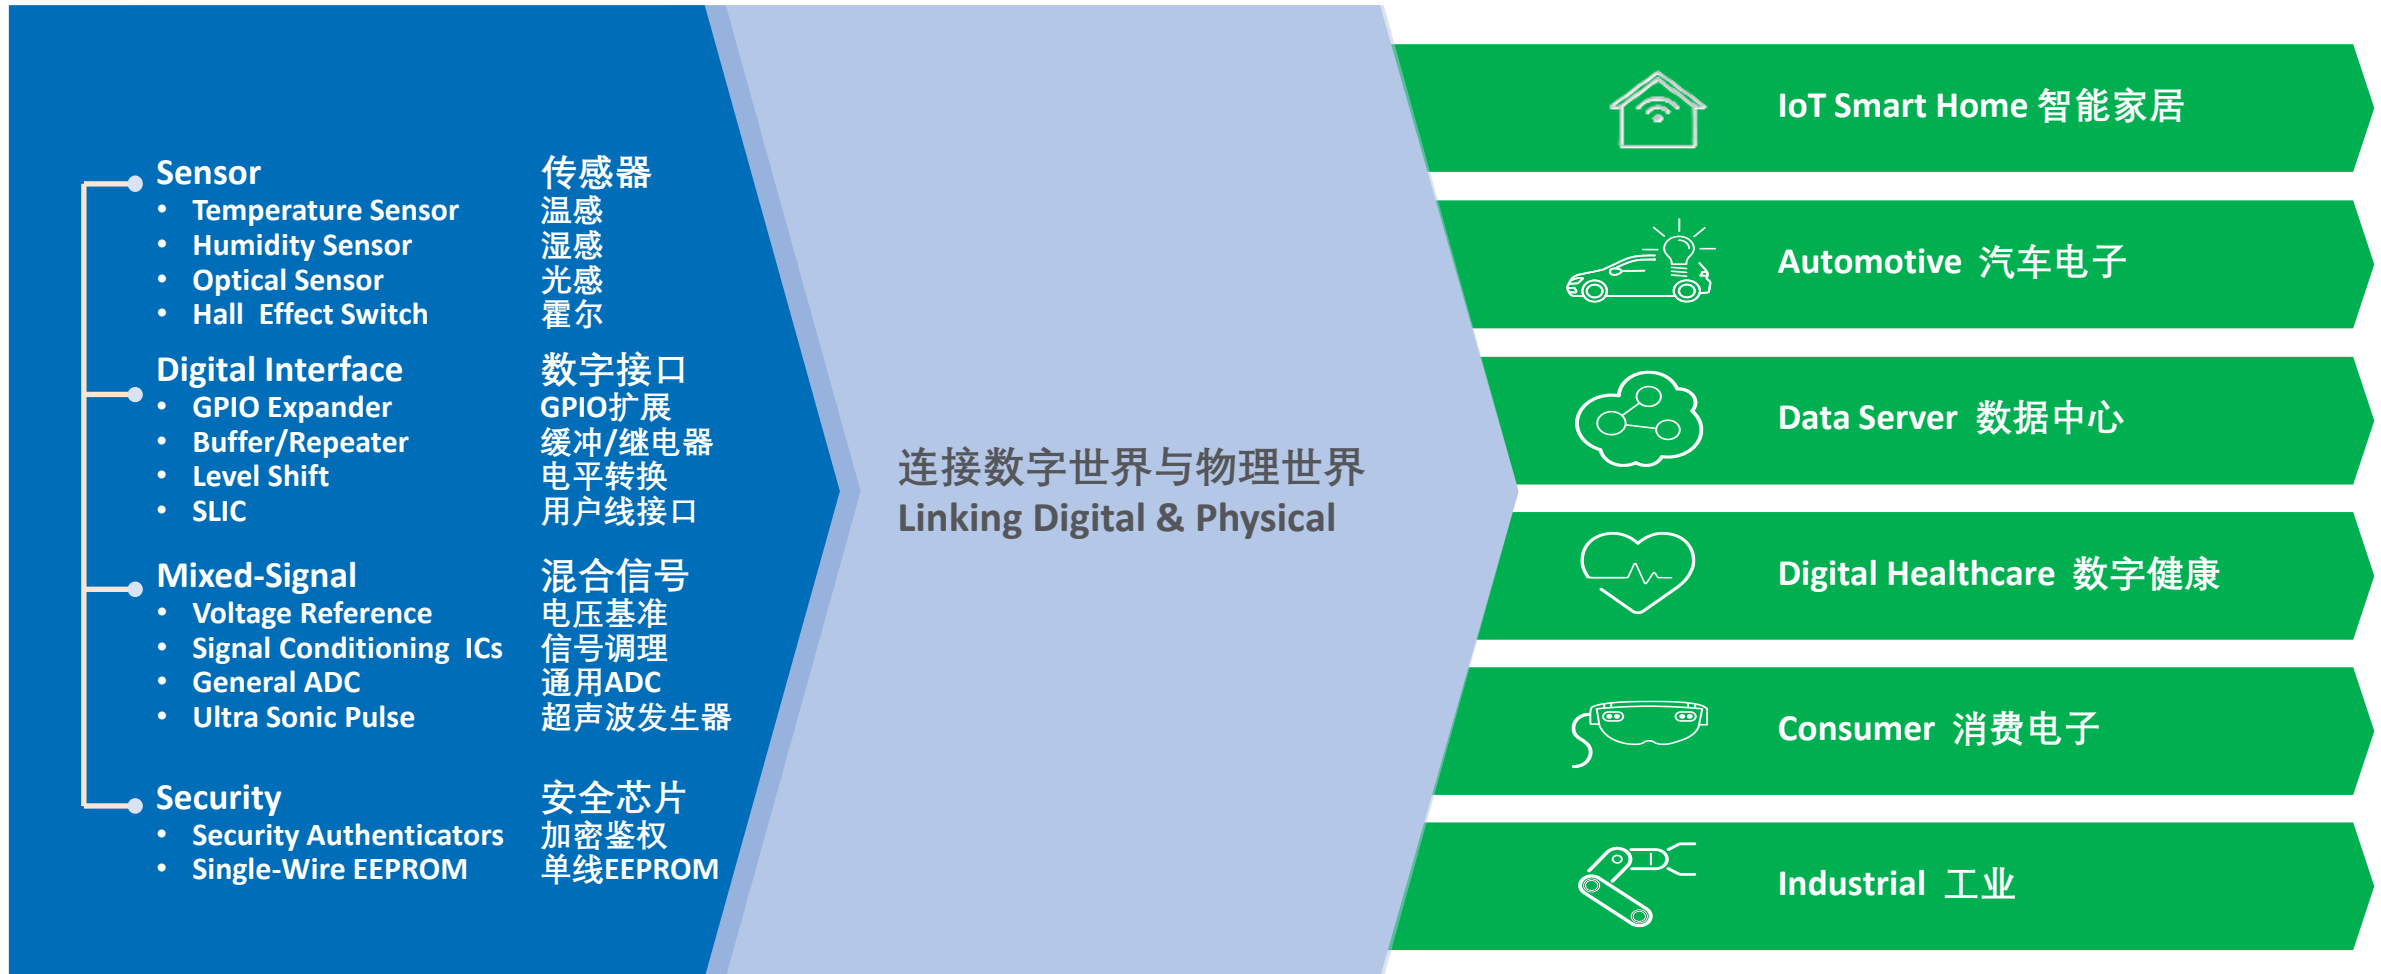 Sensor 传感器
• Temperature Sensor 温感
• Humidity Sensor 湿感
• Optical Sensor 光感
• Hall Effect Switch 霍尔
Digital Interface 数字接口
• GPIO Expander GPIO扩展
• Buffer/Repeater 缓冲/继电器
• Level Shift 电平转换
• SLIC 用户线接口
Mixed-Signal 混合信号
• Voltage Reference 电压基准
• Signal Conditioning ICs 信号调理
• General ADC 通用ADC
• Ultra Sonic Pulse 超声波发生器
Security 安全芯片
• Security Authenticators 加密鉴权
• Single-Wire EEPROM 单线EEPROM
连接数字世界与物理世界
Linking Digital & Physical
IoT Smart Home 智能家居
Automotive 汽车电子
Data Server 数据中心
Digital Healthcare 数字健康
Consumer 消费电子
Industrial 工业